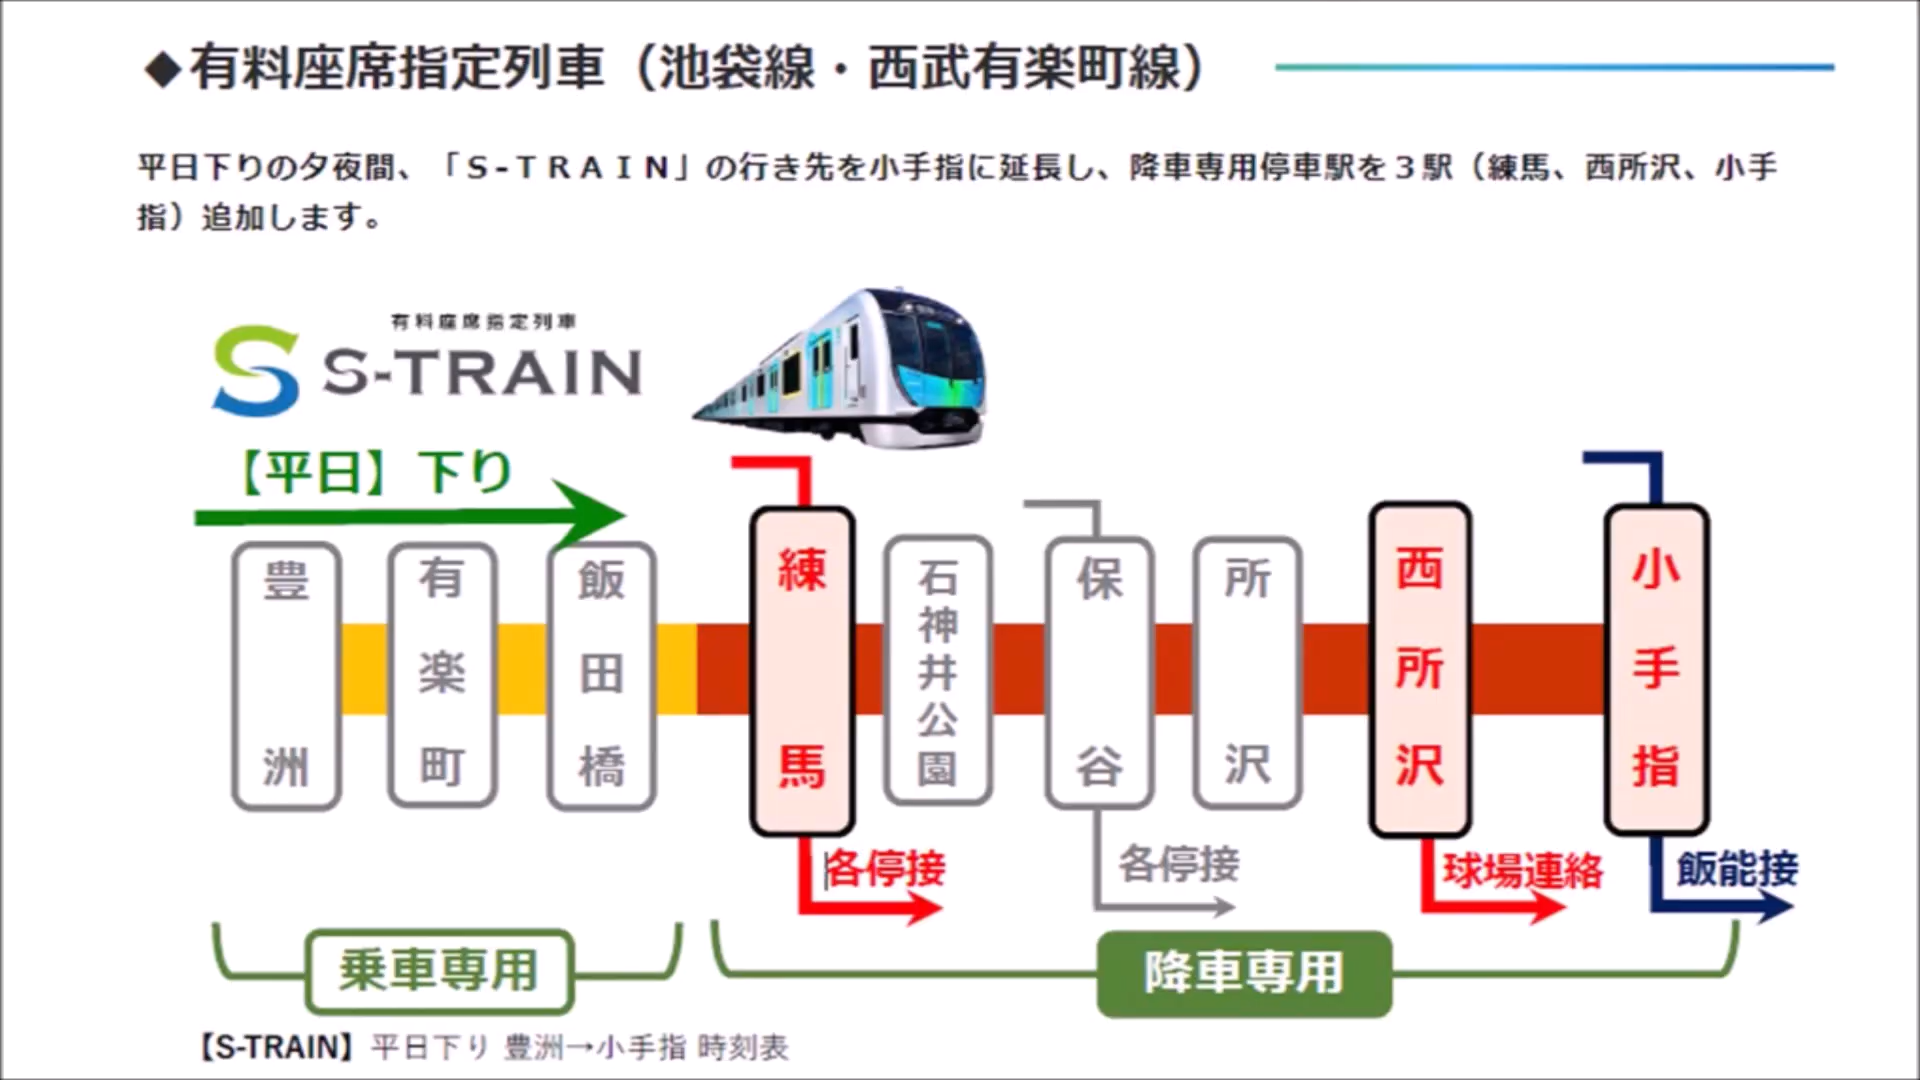 ◆有料座席指定列車（池袋線・西武有楽町線）
平日下りの夕夜間、「Ｓ-ＴＲＡＩＮ」の行き先を小手指に延長し、降車専用停車駅を３駅（練馬、西所沢、小手
指）追加します。
有料座席指定列車
S-TRAIN
【平日】下り
豊洲
有楽町
飯田橋
練馬
石神井公園
保谷
所沢
西所沢
小手指
各停接
各停接
球場連絡
飯能接
乗車専用
降車専用
【S-TRAIN】平日下り 豊洲→小手指 時刻表